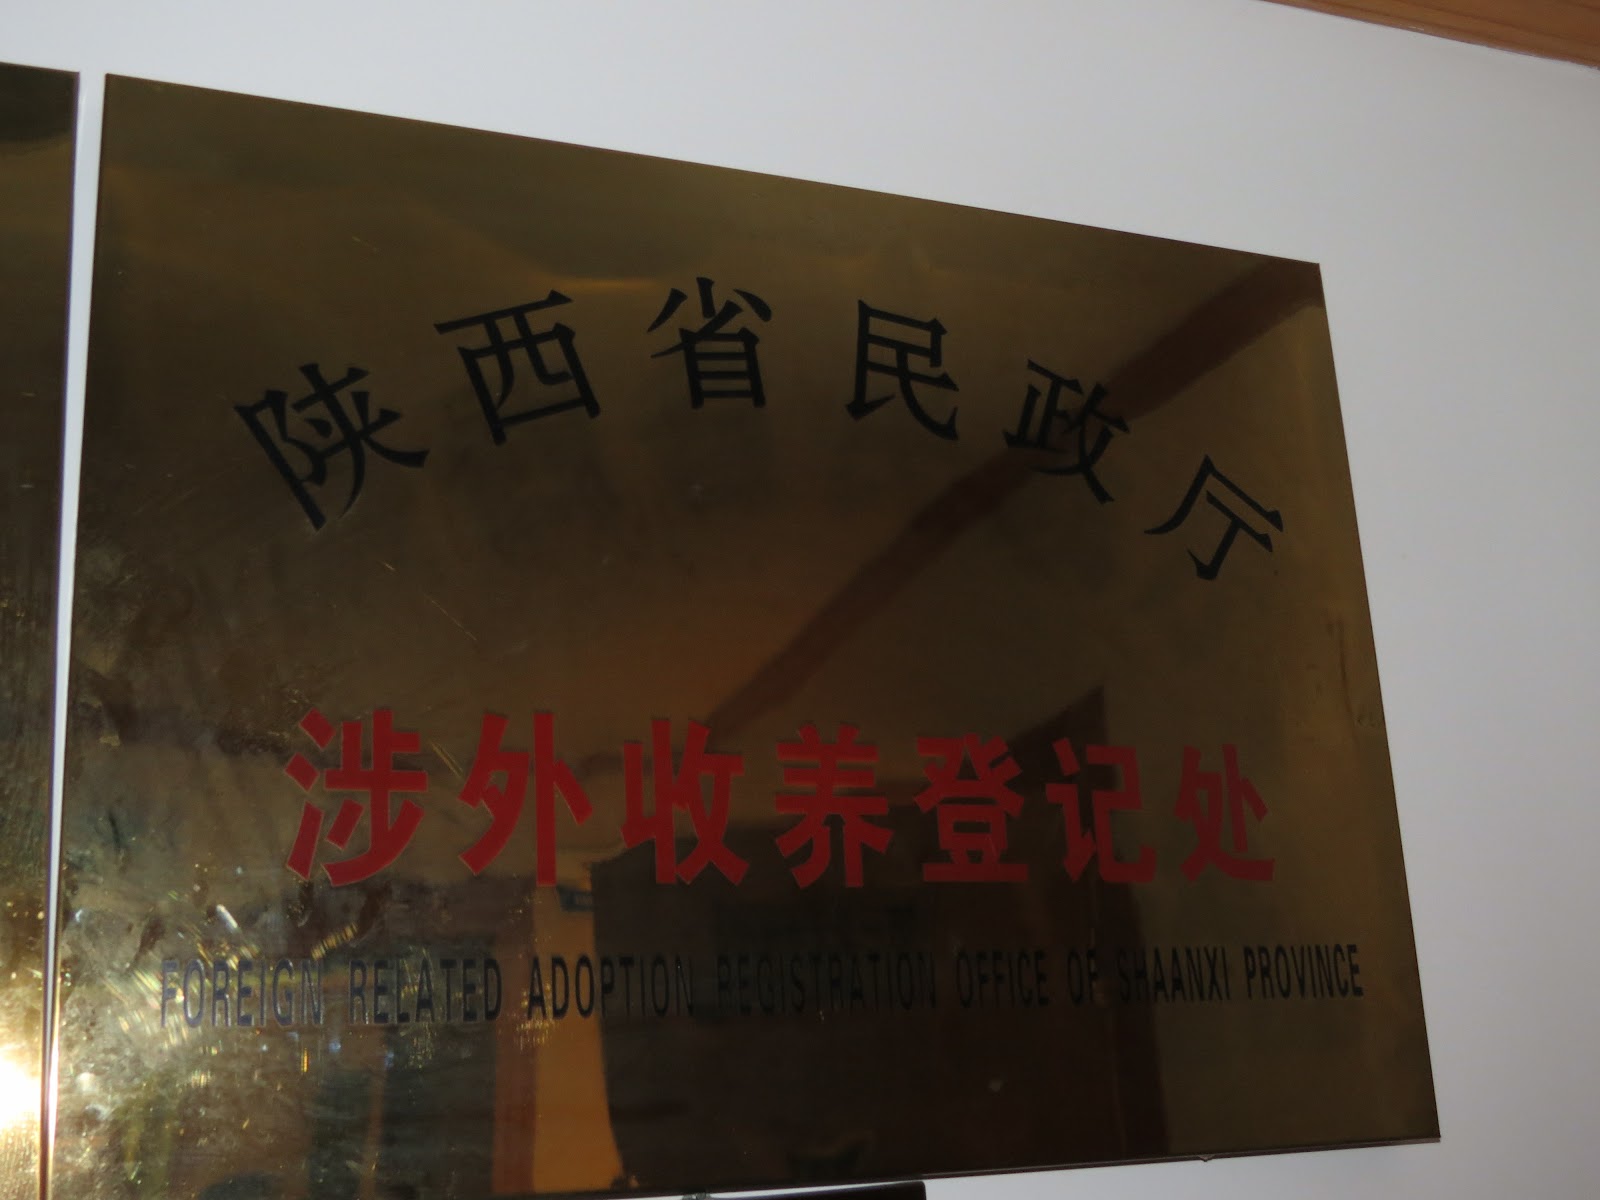 陕西省民政厅
涉外收养登记处
FOREIGN RELATED ADOPTION REGISTRATION OFFICE OF SHAANXI PROVINCE